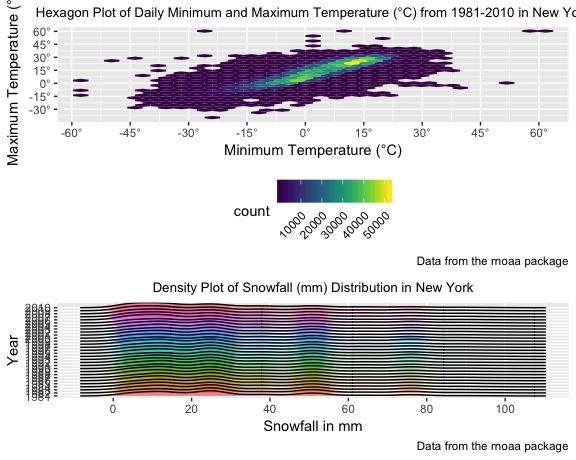 Hexagon Plot of Daily Minimum and Maximum Temperature (°C) from 1981-2010 in New Yo
Maximum Temperature (°
60°
45°
30°
15°
0°
-15°
-30°
-60° -45° -30° -15° 0° 15° 30° 45° 60°
Minimum Temperature (°C)
count
10000 20000 30000 40000 50000
Data from the rnoaa package
Density Plot of Snowfall (mm) Distribution in New York
Year
2010
1981
0 20 40 60 80 100
Snowfall in mm
Data from the rnoaa package